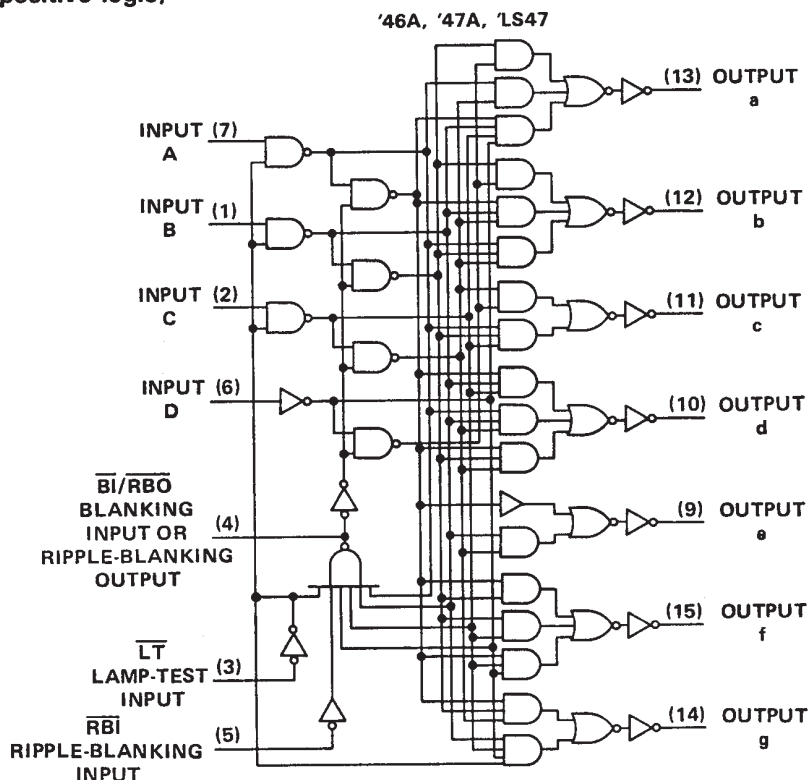 positive logic)
'46A, '47A, 'LS47
INPUT (7)
A
INPUT (1)
B
INPUT (2)
C
INPUT (6)
D
BI/RBO
BLANKING
INPUT OR (4)
RIPPLE-BLANKING
OUTPUT
LT
LAMP-TEST (3)
INPUT
RBI (5)
RIPPLE-BLANKING
INPUT
(13) OUTPUT
a
(12) OUTPUT
b
(11) OUTPUT
c
(10) OUTPUT
d
(9) OUTPUT
e
(15) OUTPUT
f
(14) OUTPUT
g